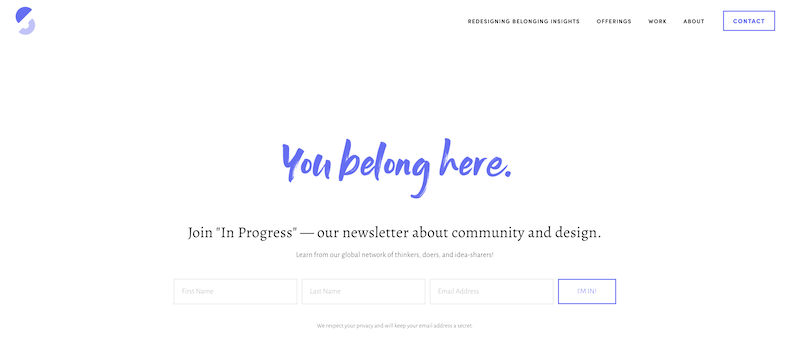 REDESIGNING BELONGING INSIGHTS OFFERINGS WORK ABOUT CONTACT
You belong here.
Join "In Progress" — our newsletter about community and design.
Learn from our global network of thinkers, doers, and idea-sharers!
First Name Last Name Email Address I'M IN!
We respect your privacy and will keep your email address a secret.